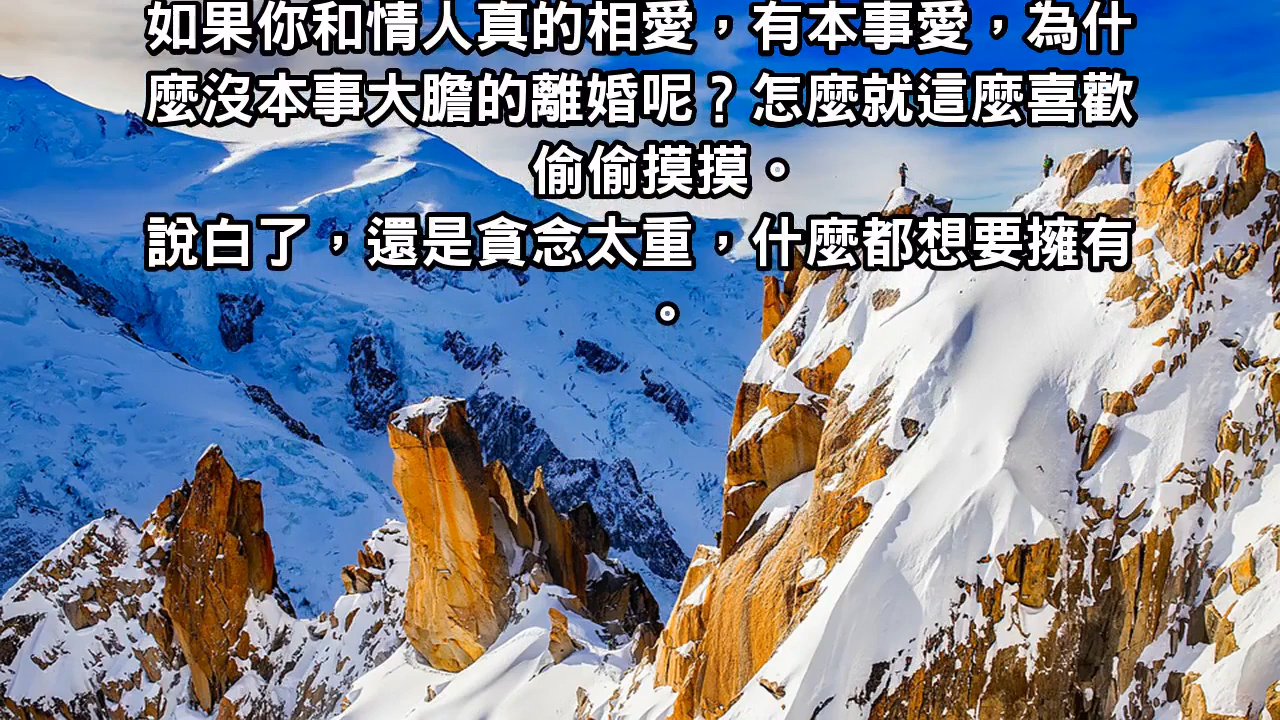 如果你和情人真的相愛，有本事愛，為什
麼沒本事大膽的離婚呢？怎麼就這麼喜歡
偷偷摸摸。
說白了，還是貪念太重，什麼都想要擁有
。